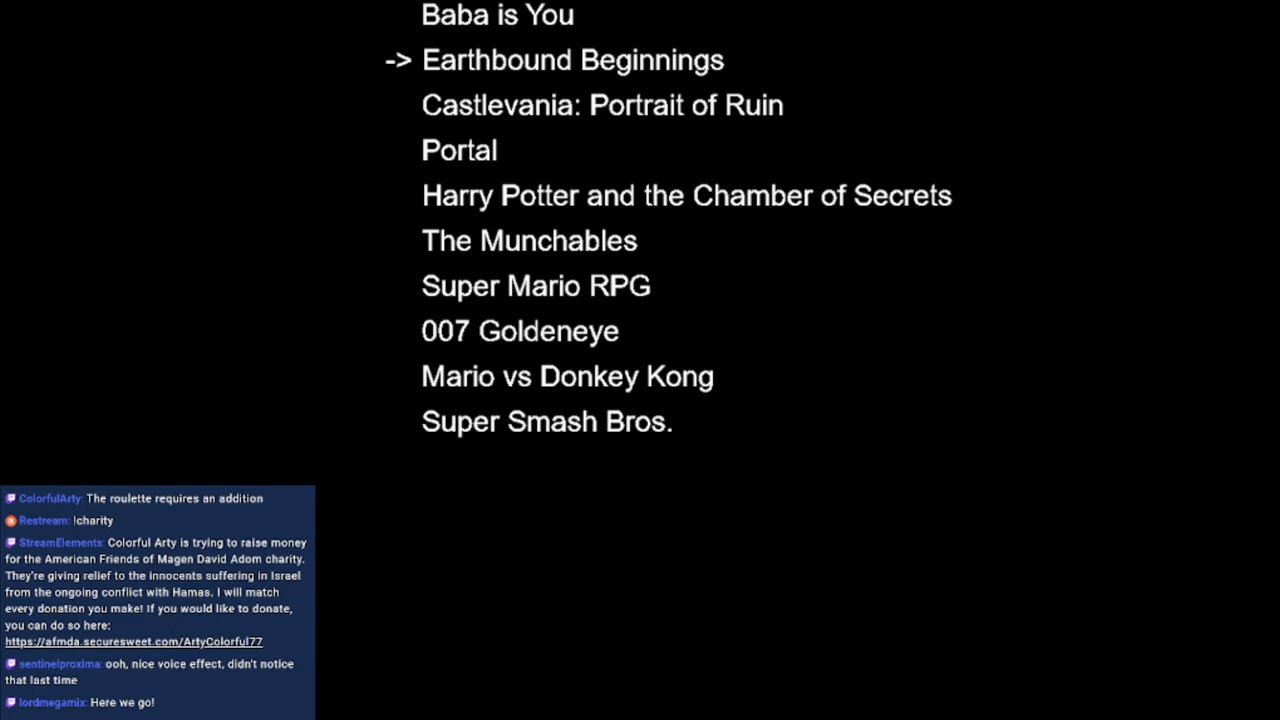 Baba is You
-> Earthbound Beginnings
Castlevania: Portrait of Ruin
Portal
Harry Potter and the Chamber of Secrets
The Munchables
Super Mario RPG
007 Goldeneye
Mario vs Donkey Kong
Super Smash Bros.
ColorfulArty: The roulette requires an addition
Restream: !charity
StreamElements: Colorful Arty is trying to raise money
for the American Friends of Magen David Adom charity.
They're giving relief to the innocents suffering in Israel
from the ongoing conflict with Hamas. I will match
every donation you make! If you would like to donate,
you can do so here:
https://afmda.securesweet.com/ArtyColorful77
sentinelproxima: ooh, nice voice effect, didn't notice
that last time
lordmegamix: Here we go!